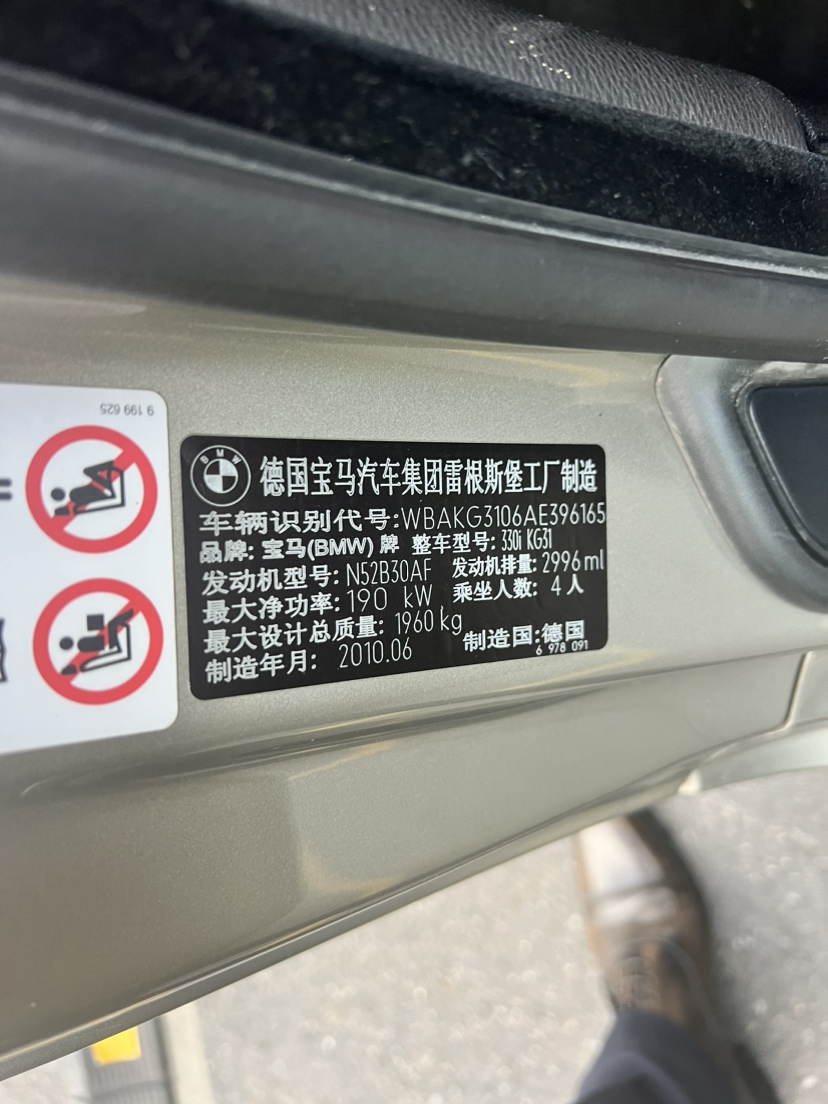 9 199 625
BMW
德国宝马汽车集团雷根斯堡工厂制造
车辆识别代号:WBAKG3106AE396165
品牌: 宝马(BMW) 牌 整车型号: 330i KG31
发动机型号: N52B30AF 发动机排量: 2996 ml
最大净功率: 190 kW 乘坐人数: 4 人
最大设计总质量: 1960 kg
制造年月: 2010.06 制造国:德国
6 978 091